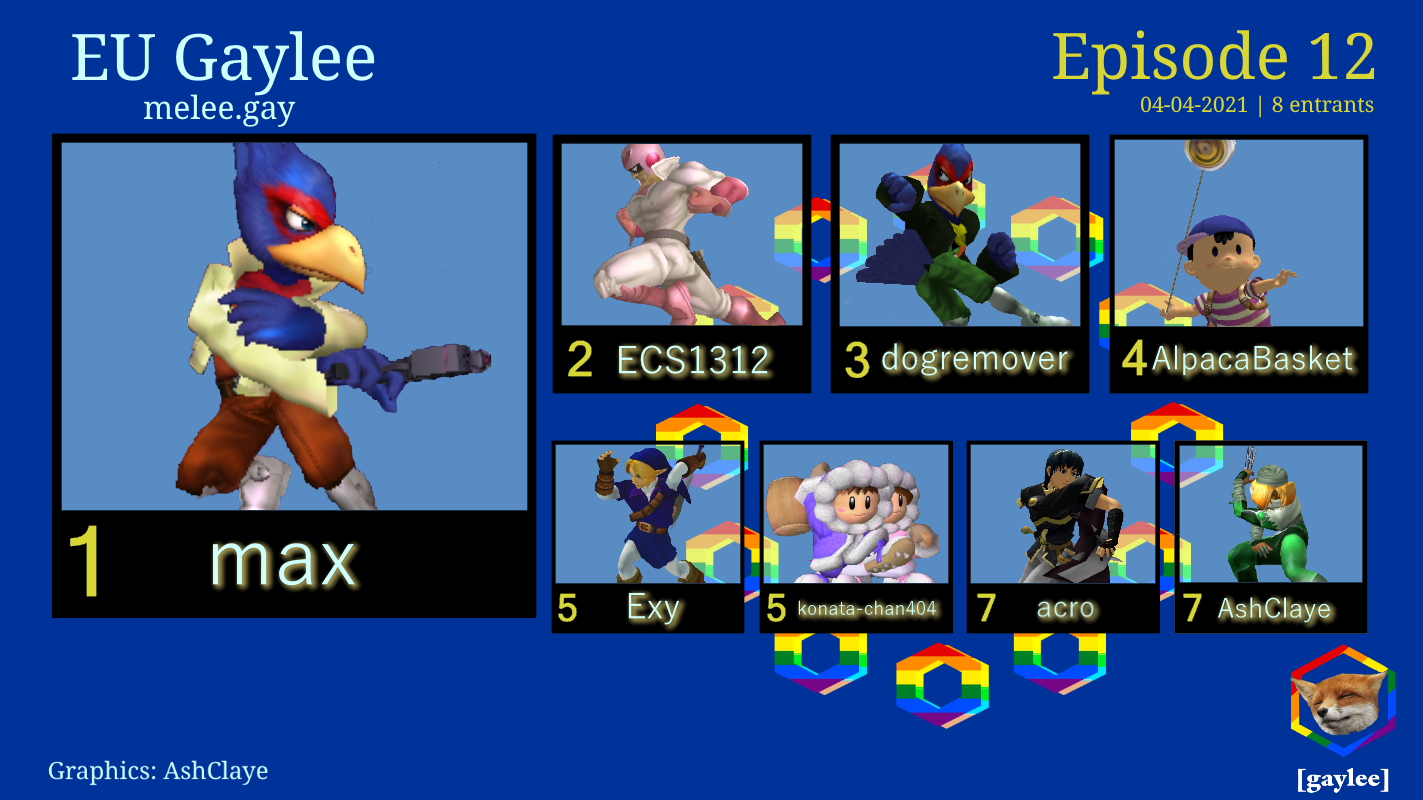 EU Gaylee
melee.gay
Episode 12
04-04-2021 | 8 entrants
1 max
2 ECS1312
3 dogremover
4 AlpacaBasket
5 Exy
5 konata-chan404
7 acro
7 AshClaye
Graphics: AshClaye
[gaylee]